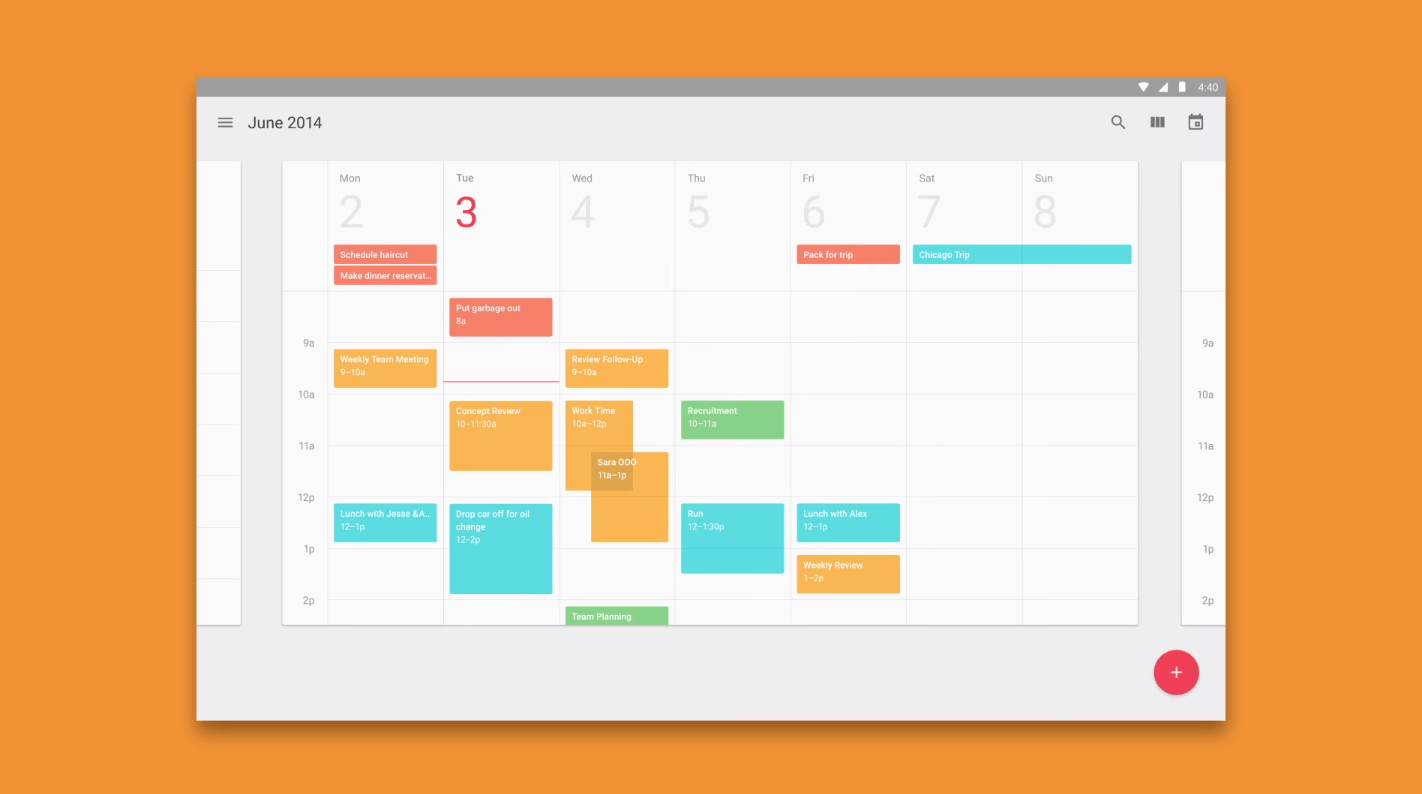 4:40
June 2014
Mon
Tue
Wed
Thu
Fri
Sat
Sun
2
3
4
5
6
7
8
Schedule haircut
Pack for trip
Chicago Trip
Make dinner reservat...
Put garbage out
8a
9a
9a
Weekly Team Meeting
9–10a
Review Follow-Up
9–10a
10a
10a
Concept Review
10–11:30a
Work Time
10a–12p
Recruitment
10–11a
11a
11a
Sara OOO
11a–1p
12p
12p
Lunch with Jesse &A...
12–1p
Drop car off for oil
change
12–2p
Run
12–1:30p
Lunch with Alex
12–1p
1p
1p
Weekly Review
1–2p
2p
2p
Team Planning